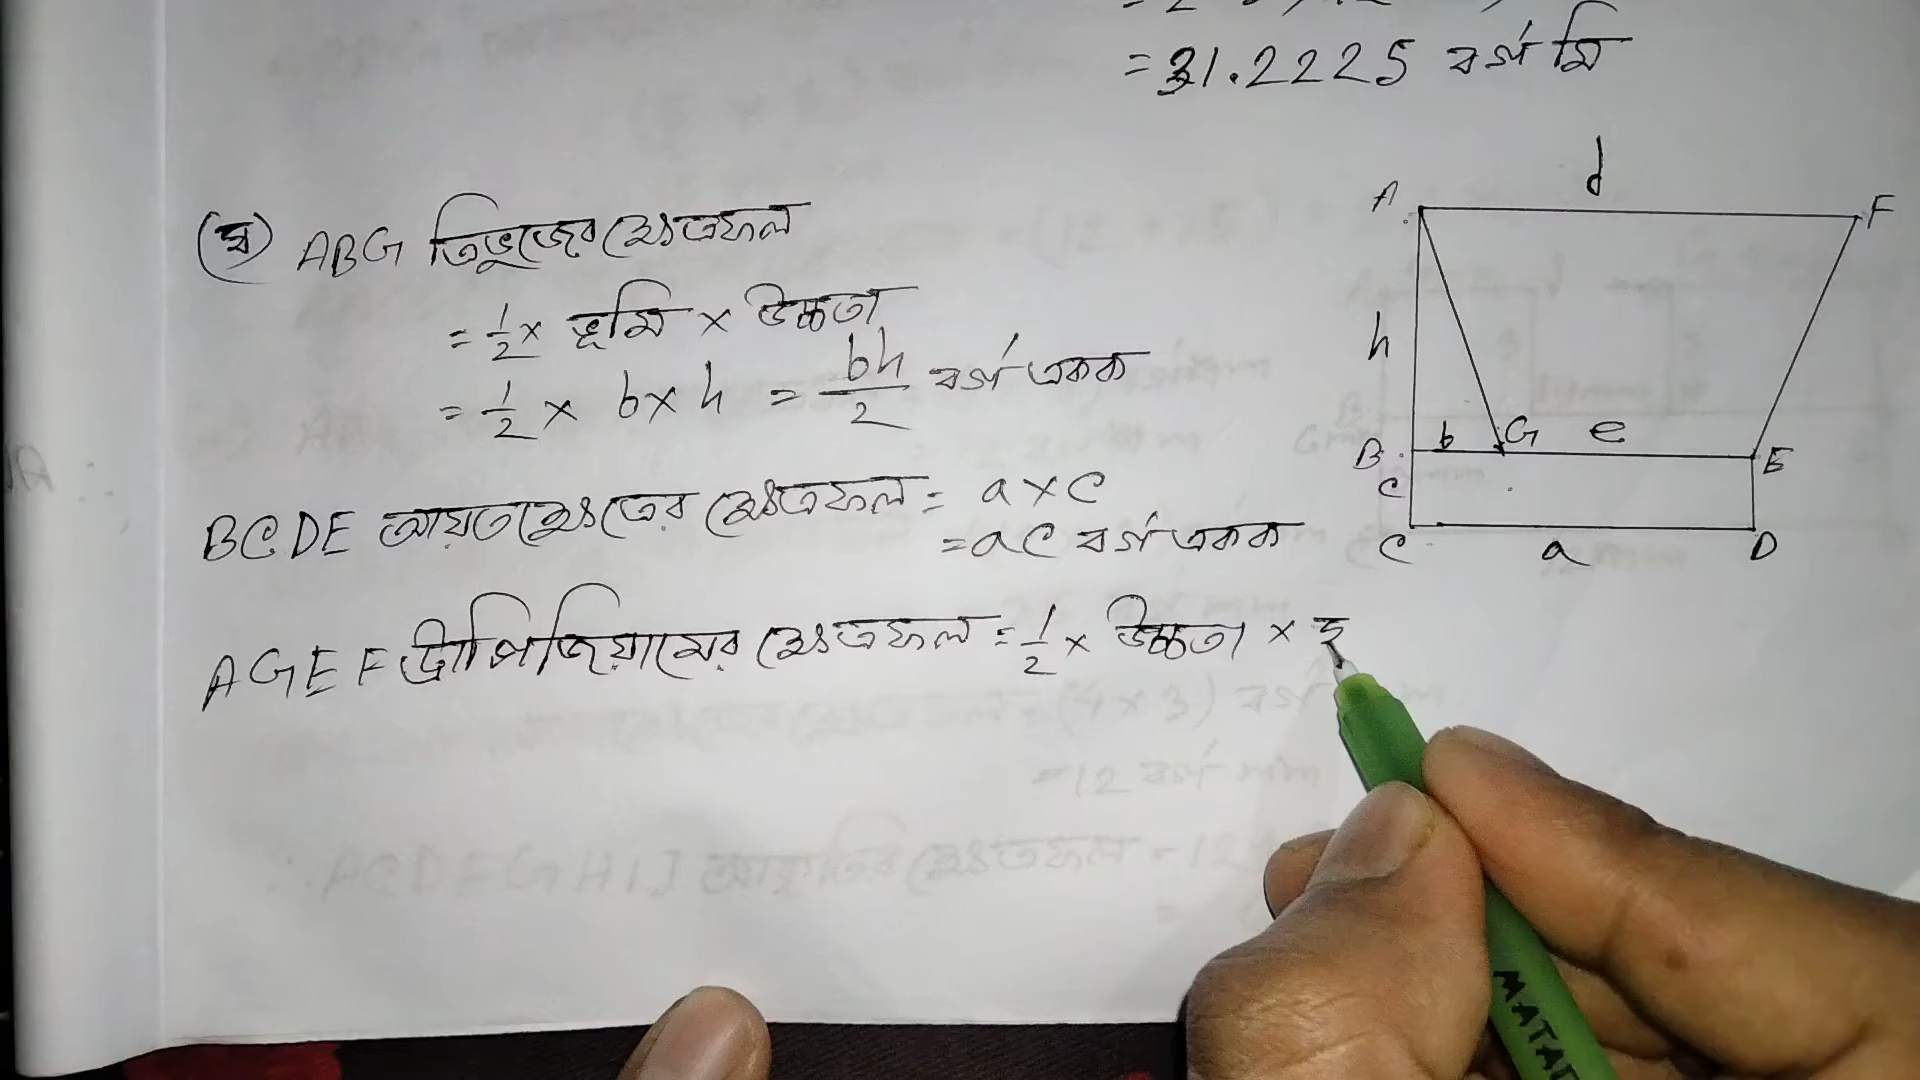 = 31.2225 বর্গ মি
(ঘ) ABG ত্রিভুজের ক্ষেত্রফল
= 1/2 × ভূমি × উচ্চতা
= 1/2 × b × h = bh/2 বর্গ একক
BCDE আয়তক্ষেত্রের ক্ষেত্রফল = a × c
= ac বর্গ একক
AGEF ট্রাপিজিয়ামের ক্ষেত্রফল = 1/2 × উচ্চতা ×
d
A F
h
B b G e E
c
C a D
MATA